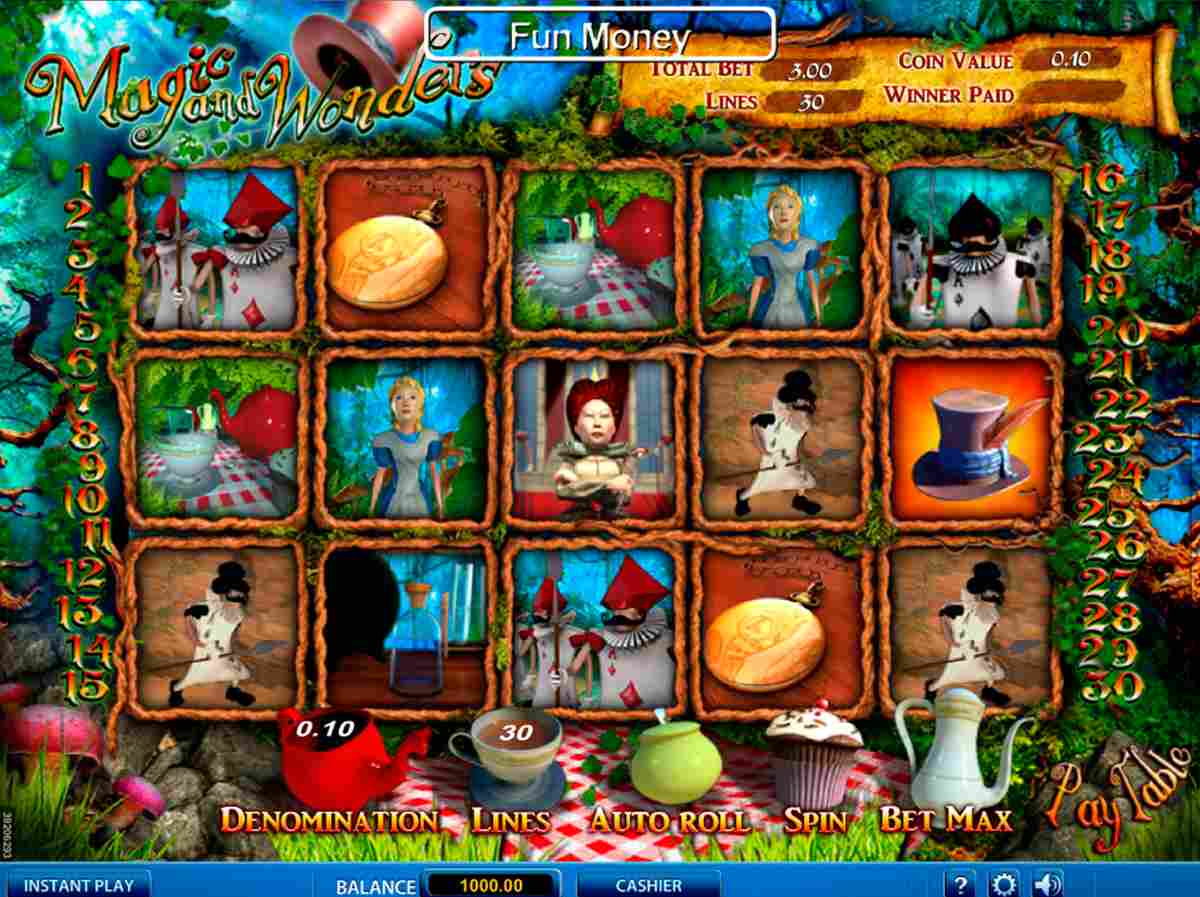 Fun Money
Magic and Wonders
TOTAL BET 3.00
COIN VALUE 0.10
LINES 30
WINNER PAID
1
2
3
4
5
6
7
8
9
10
11
12
13
14
15
16
17
18
19
20
21
22
23
24
25
26
27
28
29
30
0.10
30
DENOMINATION
LINES
AUTO ROLL
SPIN
BET MAX
Pay Table
39206293
INSTANT PLAY
BALANCE 1000.00
CASHIER
?